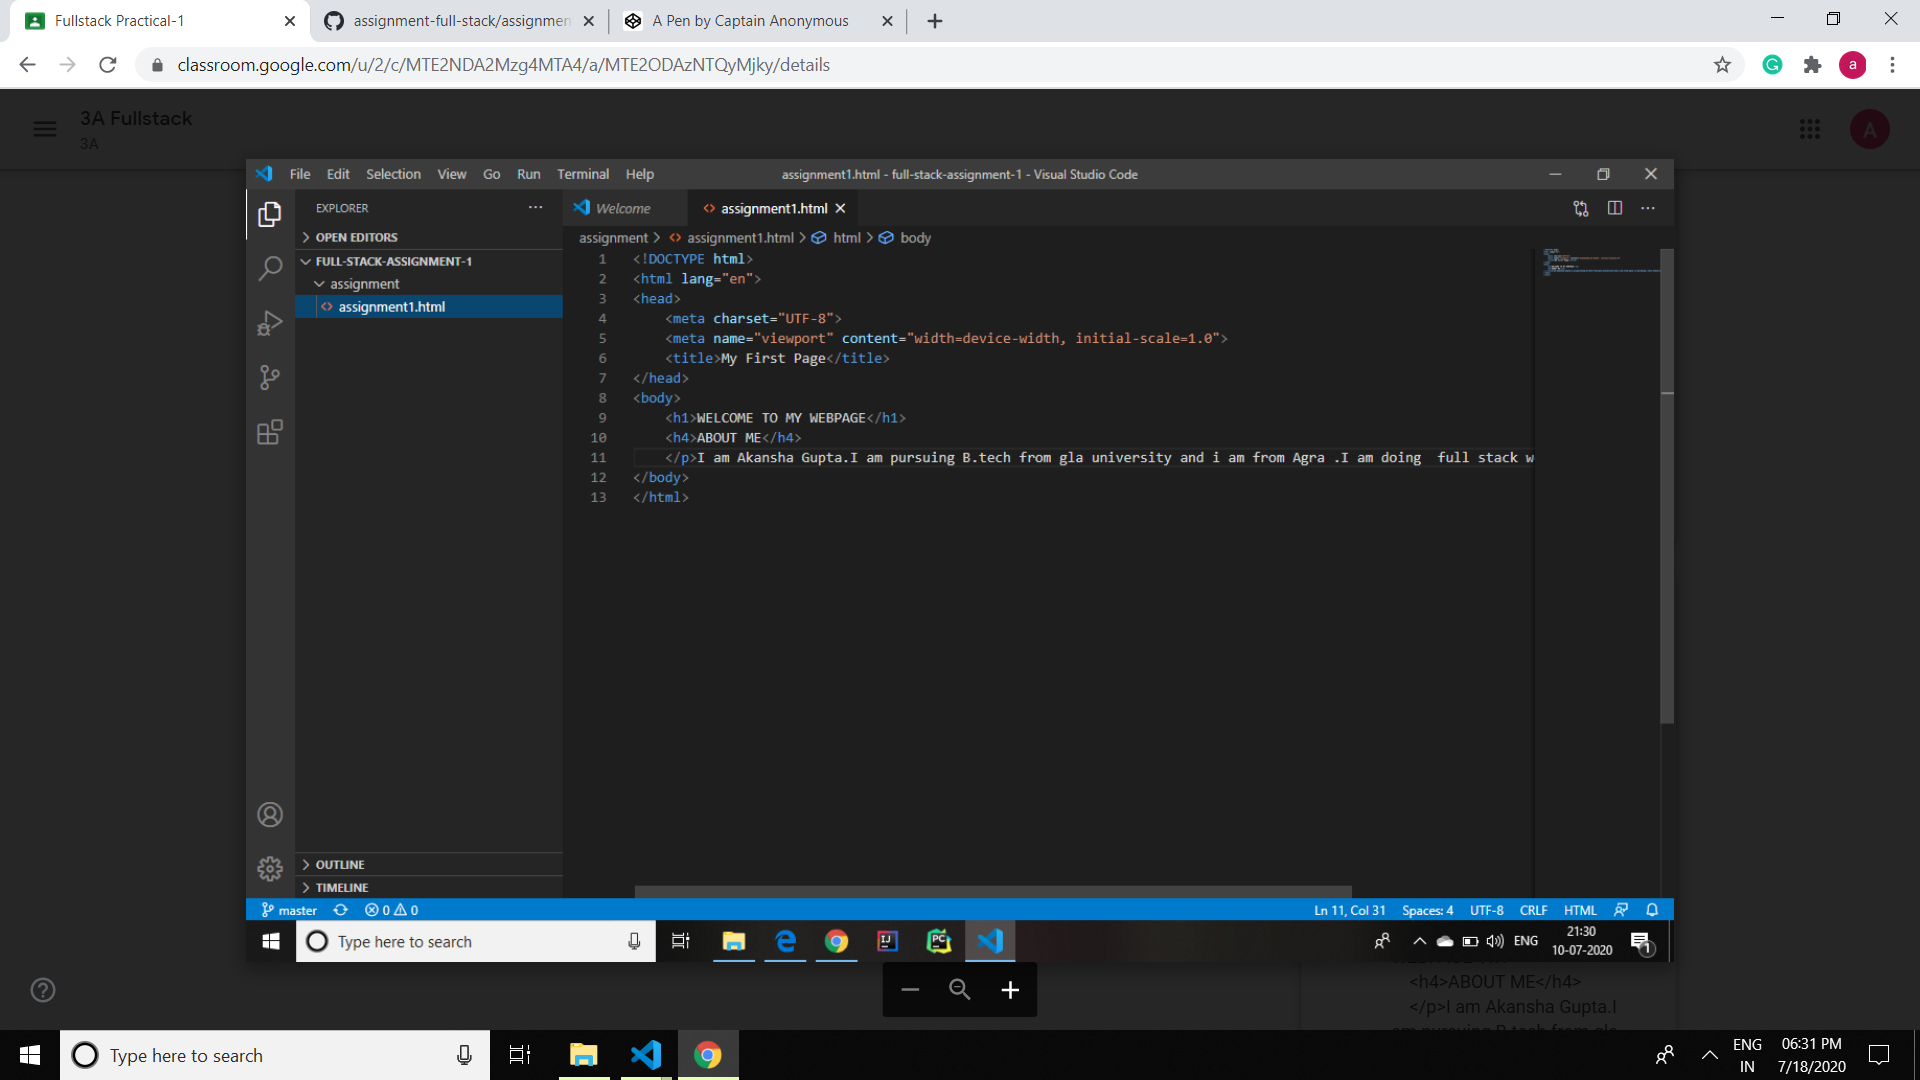 Fullstack Practical-1
assignment-full-stack/assignmen
A Pen by Captain Anonymous
classroom.google.com/u/2/c/MTE2NDA2Mzg4MTA4/a/MTE2ODAzNTQyMjky/details
a
3A Fullstack
3A
A
File Edit Selection View Go Run Terminal Help
assignment1.html - full-stack-assignment-1 - Visual Studio Code
EXPLORER
Welcome
assignment1.html
OPEN EDITORS
FULL-STACK-ASSIGNMENT-1
assignment
assignment1.html
assignment > assignment1.html > html > body
1 <!DOCTYPE html>
2 <html lang="en">
3 <head>
4 <meta charset="UTF-8">
5 <meta name="viewport" content="width=device-width, initial-scale=1.0">
6 <title>My First Page</title>
7 </head>
8 <body>
9 <h1>WELCOME TO MY WEBPAGE</h1>
10 <h4>ABOUT ME</h4>
11 </p>I am Akansha Gupta.I am pursuing B.tech from gla university and i am from Agra .I am doing  full stack w
12 </body>
13 </html>
OUTLINE
TIMELINE
master
0 0
Ln 11, Col 31 Spaces: 4 UTF-8 CRLF HTML
Type here to search
ENG
21:30
10-07-2020
1
<h4>ABOUT ME</h4>
</p>I am Akansha Gupta.I
am pursuing B.tech from gla
Type here to search
ENG
IN
06:31 PM
7/18/2020